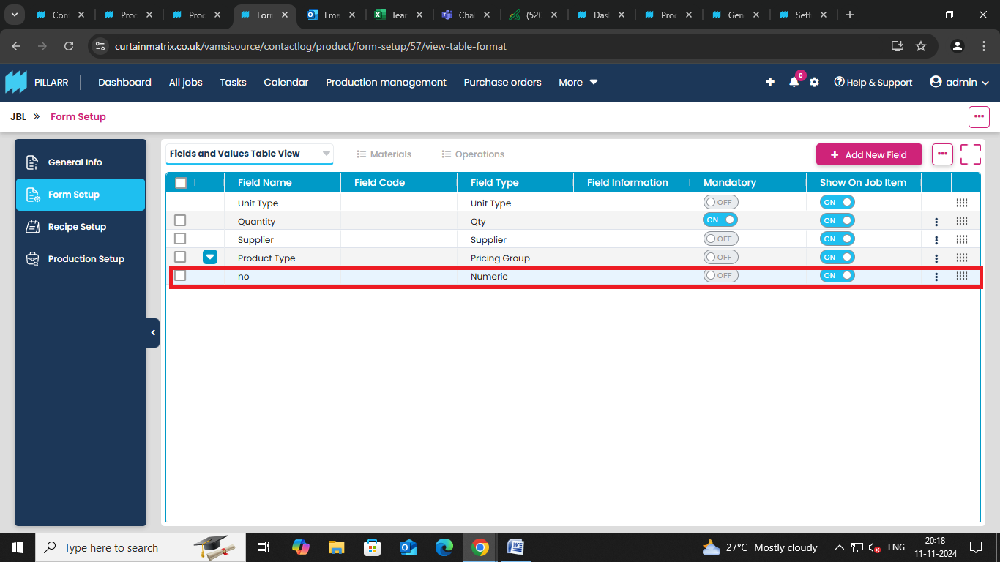 Con
Proc
Proc
Forn
Ema
Tear
Cha
(520
Das
Proc
Gen
Sett
curtainmatrix.co.uk/vamsisource/contactlog/product/form-setup/57/view-table-format
PILLARR
Dashboard
All jobs
Tasks
Calendar
Production management
Purchase orders
More
0
Help & Support
admin
JBL » Form Setup
General Info
Form Setup
Recipe Setup
Production Setup
Fields and Values Table View
Materials
Operations
+ Add New Field
Field Name Field Code Field Type Field Information Mandatory Show On Job Item
Unit Type Unit Type OFF ON
Quantity Qty ON ON
Supplier Supplier OFF ON
Product Type Pricing Group OFF ON
no Numeric OFF ON
Type here to search
27°C Mostly cloudy
ENG
20:18
11-11-2024